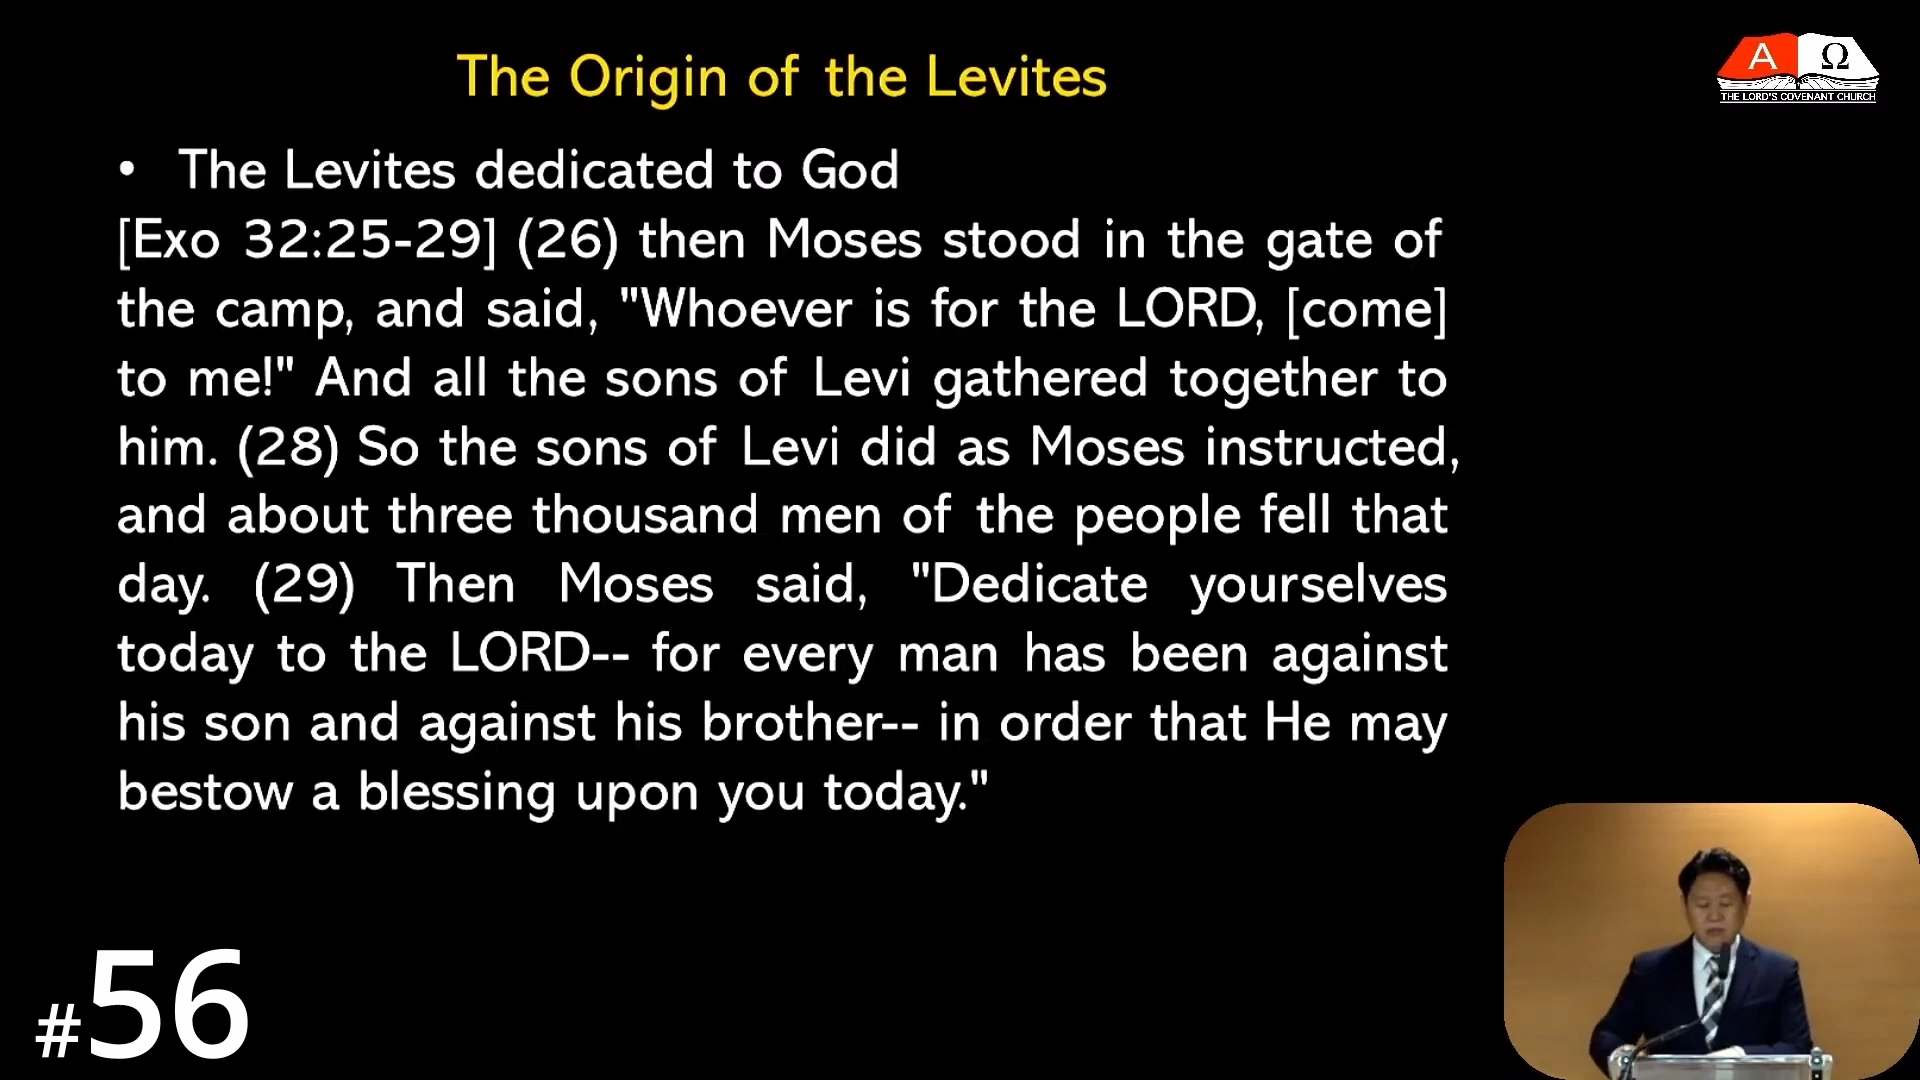 The Origin of the Levites
A Ω
THE LORD'S COVENANT CHURCH
• The Levites dedicated to God
[Exo 32:25-29] (26) then Moses stood in the gate of
the camp, and said, "Whoever is for the LORD, [come]
to me!" And all the sons of Levi gathered together to
him. (28) So the sons of Levi did as Moses instructed,
and about three thousand men of the people fell that
day. (29) Then Moses said, "Dedicate yourselves
today to the LORD-- for every man has been against
his son and against his brother-- in order that He may
bestow a blessing upon you today."
#56